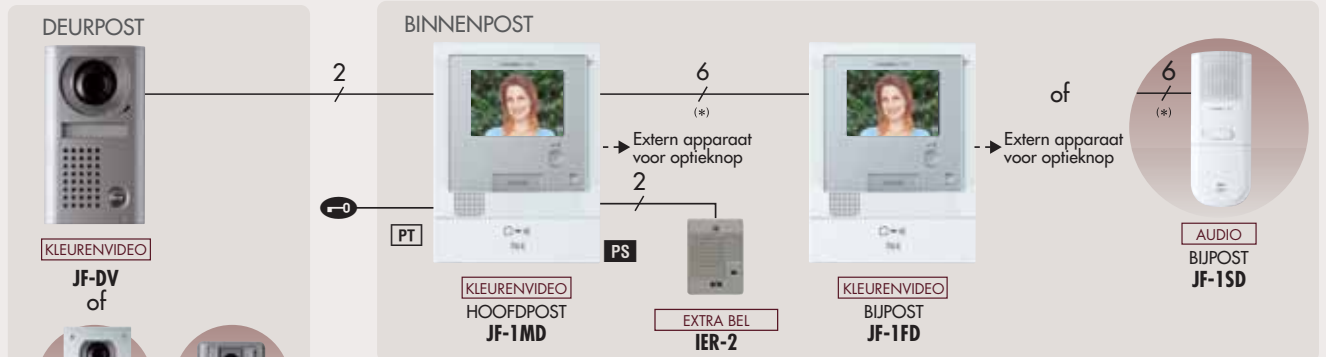 DEURPOST
BINNENPOST
2
6
(*)
of
6
(*)
Extern apparaat
voor optieknop
Extern apparaat
voor optieknop
2
PT
PS
KLEURENVIDEO
JF-DV
of
KLEURENVIDEO
HOOFDPOST
JF-1MD
EXTRA BEL
IER-2
KLEURENVIDEO
BIJPOST
JF-1FD
AUDIO
BIJPOST
JF-1SD